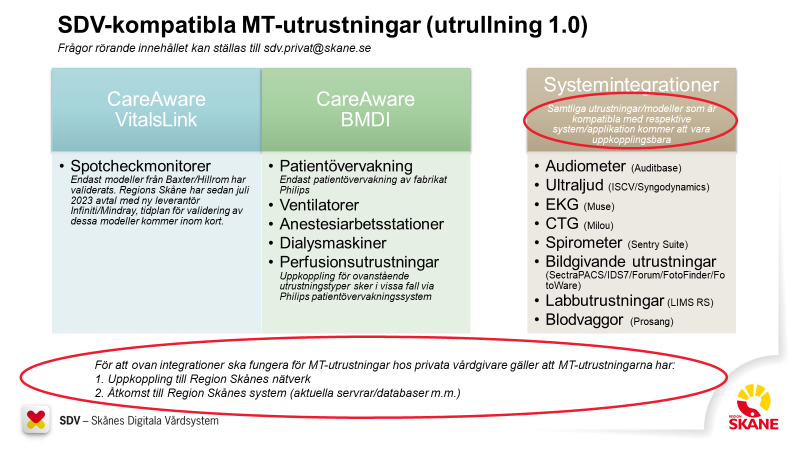 SDV-kompatibla MT-utrustningar (utrullning 1.0)
Frågor rörande innehållet kan ställas till sdv.privat@skane.se
CareAware
VitalsLink
• Spotcheckmonitorer
Endast modeller från Baxter/Hillrom har
validerats. Regions Skåne har sedan juli
2023 avtal med ny leverantör
Infiniti/Mindray, tidplan för validering av
dessa modeller kommer inom kort.
CareAware
BMDI
• Patientövervakning
Endast patientövervakning av fabrikat
Philips
• Ventilatorer
• Anestesiarbetsstationer
• Dialysmaskiner
• Perfusionsutrustningar
Uppkoppling för ovanstående
utrustningstyper sker i vissa fall via
Philips patientövervakningssystem
Systemintegrationer
Samtliga utrustningar/modeller som är
kompatibla med respektive
system/applikation kommer att vara
uppkopplingsbara
• Audiometer (Auditbase)
• Ultraljud (ISCV/Syngodynamics)
• EKG (Muse)
• CTG (Milou)
• Spirometer (Sentry Suite)
• Bildgivande utrustningar
(SectraPACS/IDS7/Forum/FotoFinder/Fo
toWare)
• Labbutrustningar (LIMS RS)
• Blodvaggor (Prosang)
För att ovan integrationer ska fungera för MT-utrustningar hos privata vårdgivare gäller att MT-utrustningarna har:
1. Uppkoppling till Region Skånes nätverk
2. Åtkomst till Region Skånes system (aktuella servrar/databaser m.m.)
SDV – Skånes Digitala Vårdsystem
REGION
SKÅNE